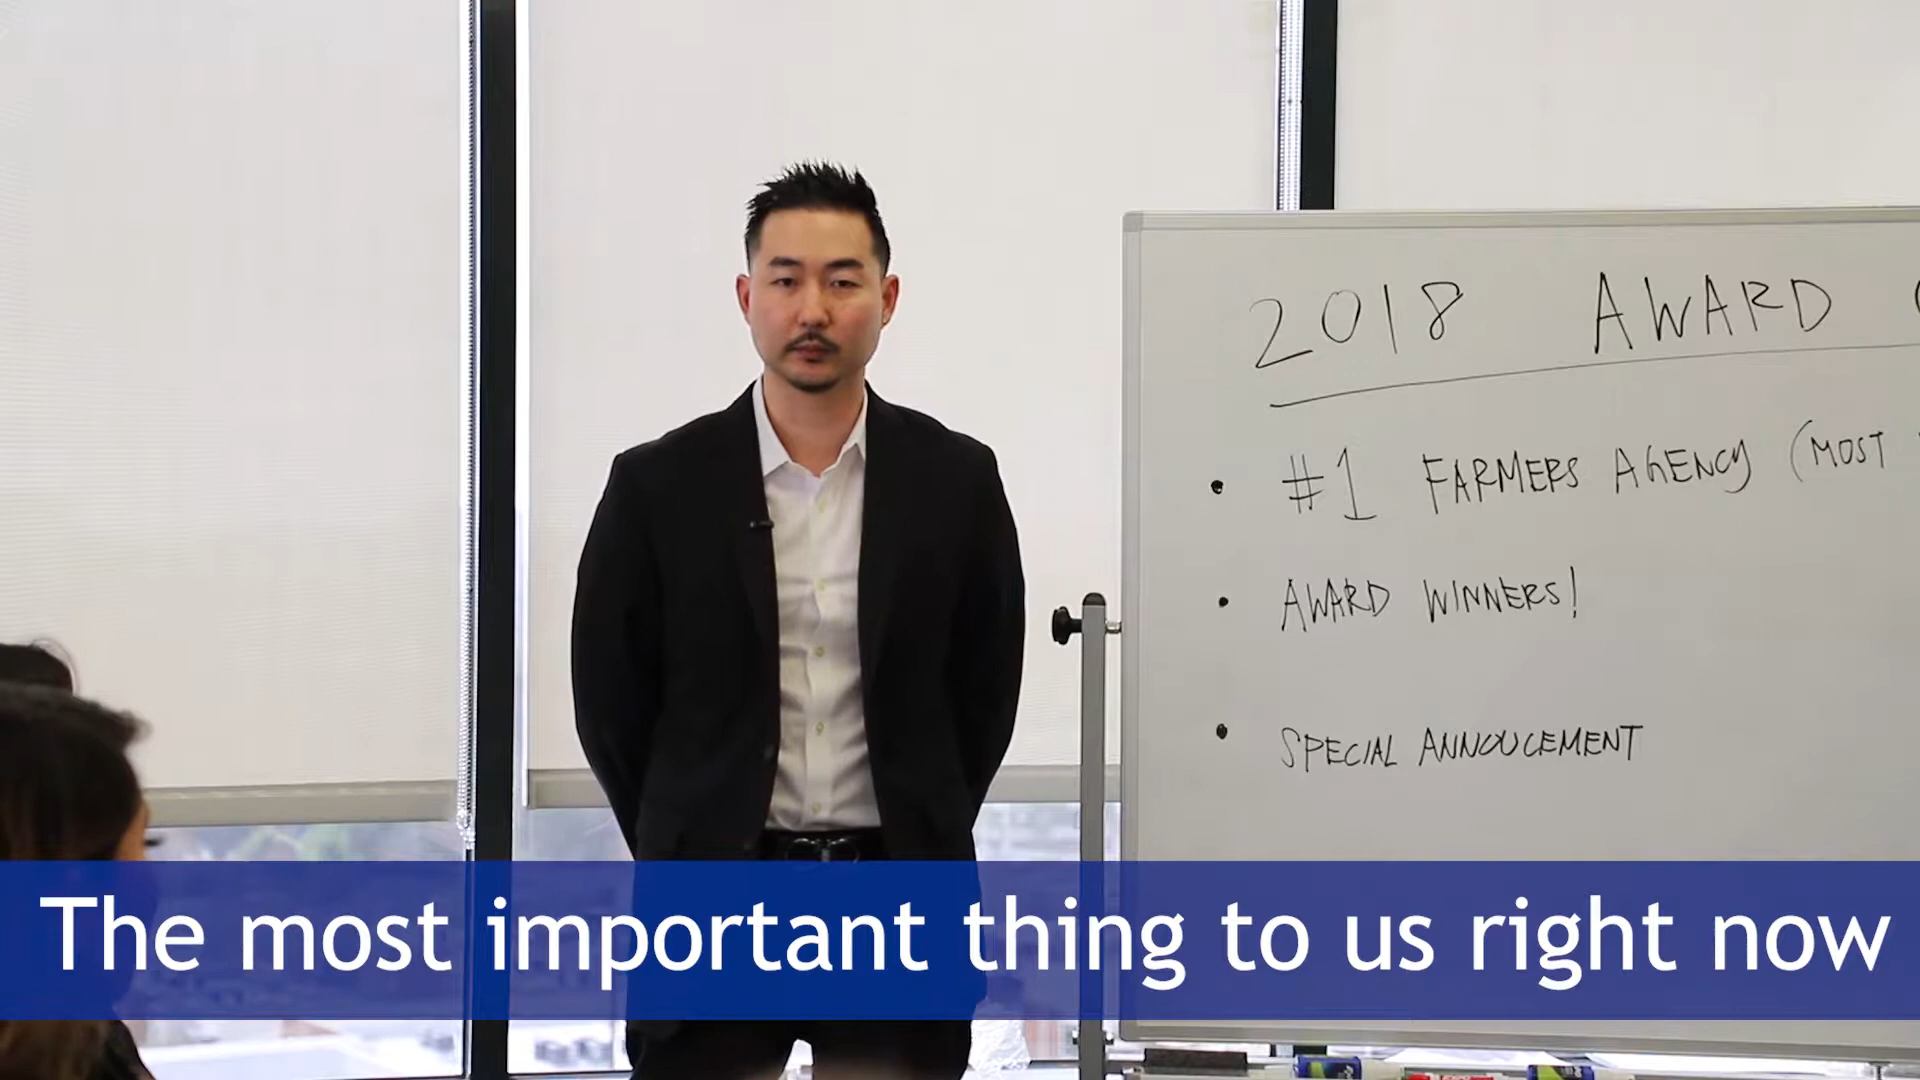 2018 AWARD
• #1 FARMERS AGENCY (MOST
• AWARD WINNERS!
• SPECIAL ANNOUCEMENT
The most important thing to us right now